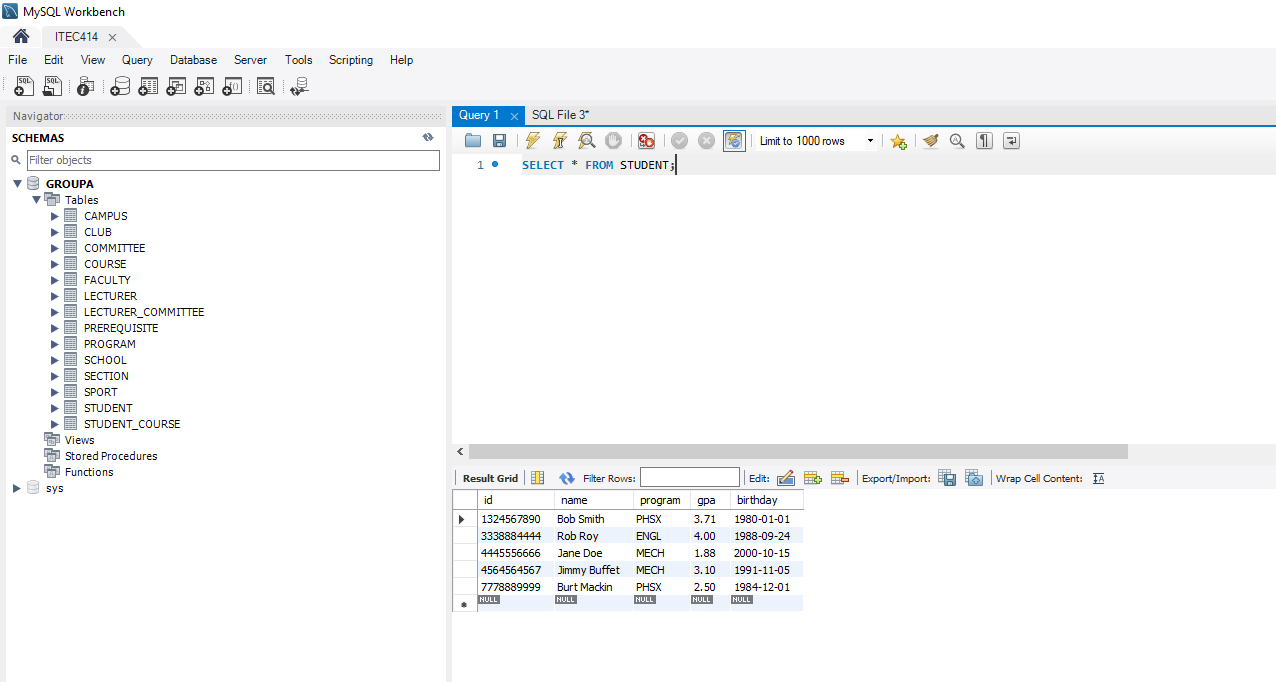 MySQL Workbench
ITEC414
File Edit View Query Database Server Tools Scripting Help
Navigator
Query 1 SQL File 3*
SCHEMAS
Limit to 1000 rows
Filter objects
1 SELECT * FROM STUDENT;
GROUPA
Tables
CAMPUS
CLUB
COMMITTEE
COURSE
FACULTY
LECTURER
LECTURER_COMMITTEE
PREREQUISITE
PROGRAM
SCHOOL
SECTION
SPORT
STUDENT
STUDENT_COURSE
Views
Stored Procedures
Functions
sys
Result Grid Filter Rows: Edit: Export/Import: Wrap Cell Content:
id name program gpa birthday
1324567890 Bob Smith PHSX 3.71 1980-01-01
3338884444 Rob Roy ENGL 4.00 1988-09-24
4445556666 Jane Doe MECH 1.88 2000-10-15
4564564567 Jimmy Buffet MECH 3.10 1991-11-05
7778889999 Burt Mackin PHSX 2.50 1984-12-01
NULL NULL NULL NULL NULL